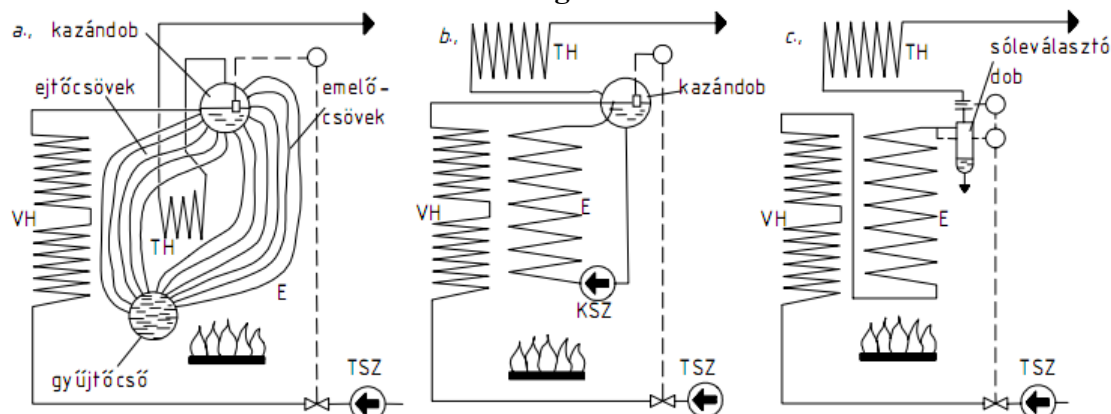 a.,
kazándob
ejtőcsövek
emelő-
csövek
VH
TH
E
gyűjtőcső
TSZ
b.,
TH
kazándob
VH
E
KSZ
TSZ
c.,
TH
sóleválasztó
dob
VH
E
TSZ